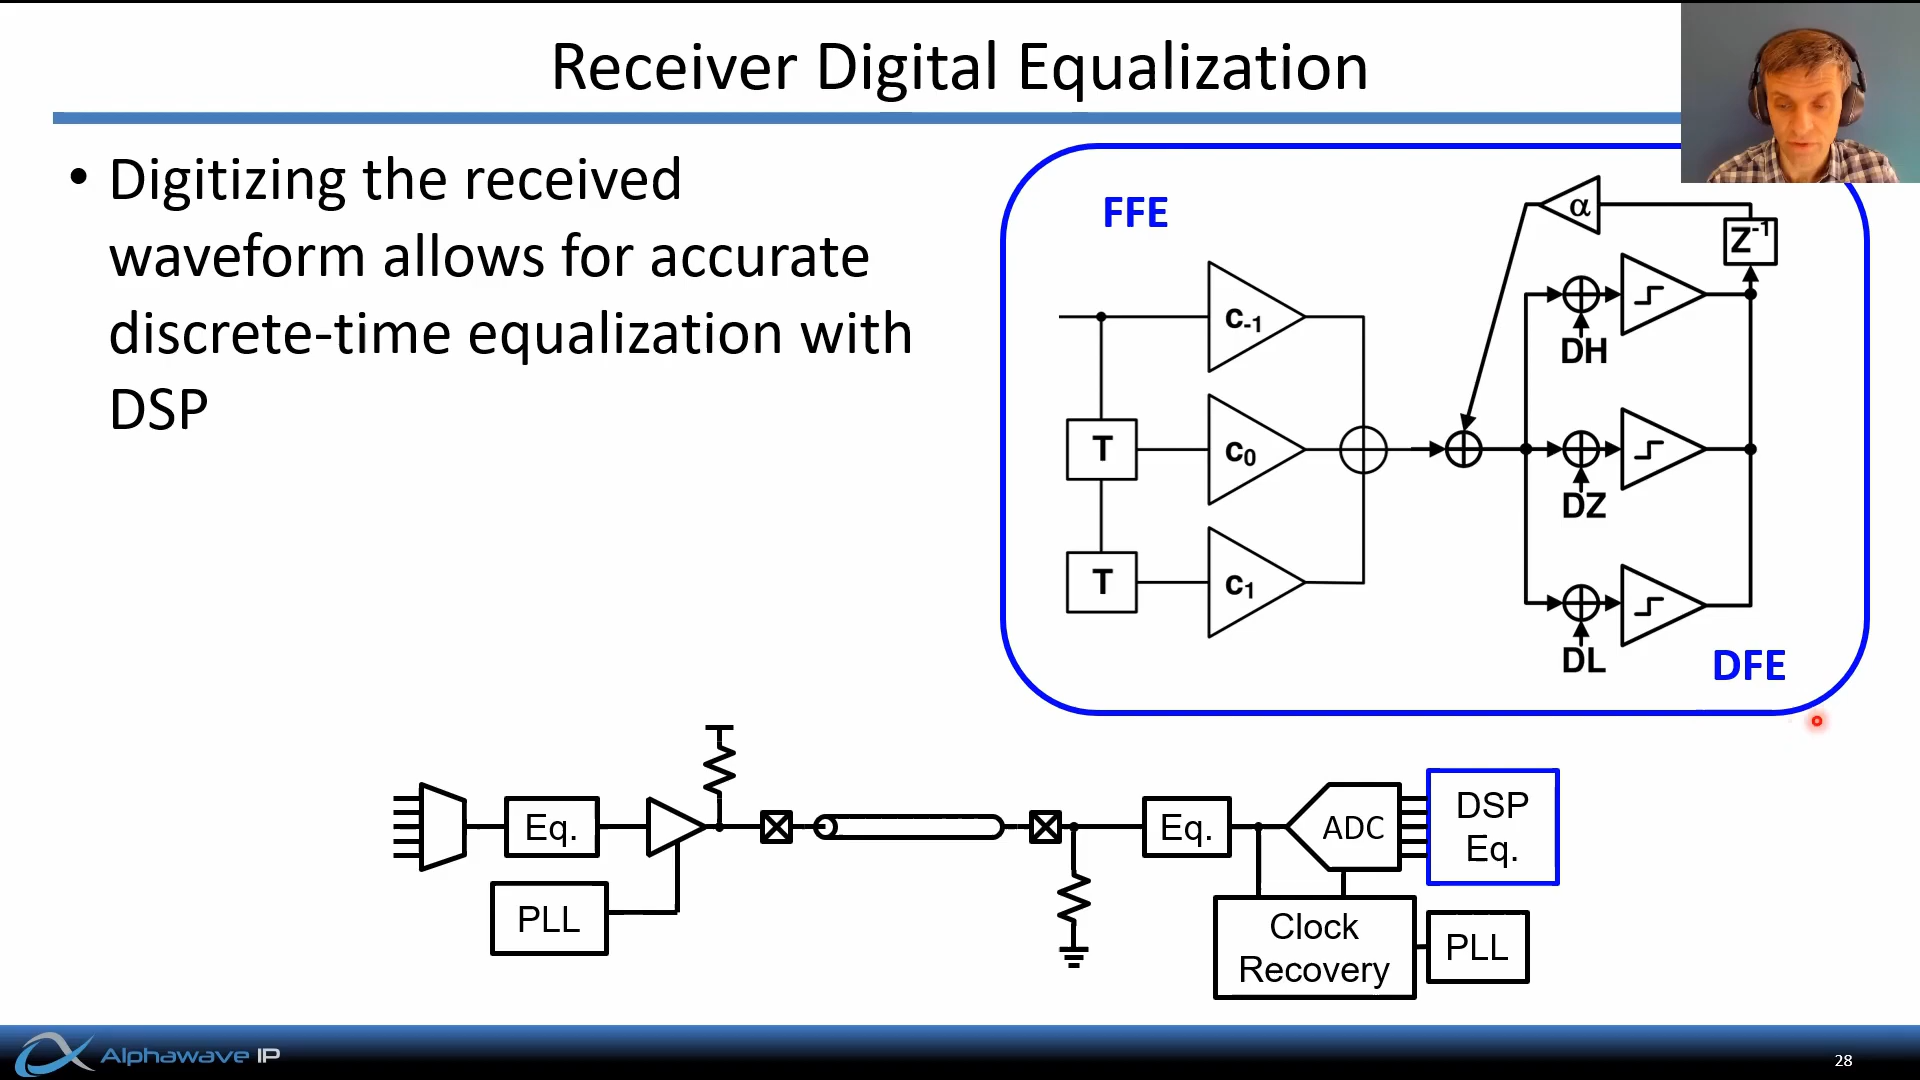 Receiver Digital Equalization
• Digitizing the received
waveform allows for accurate
discrete-time equalization with
DSP
FFE
α
Z-1
c-1
DH
T
c0
DZ
T
c1
DL
DFE
Eq.
PLL
Eq.
ADC
DSP
Eq.
Clock
Recovery
PLL
Alphawave IP
28